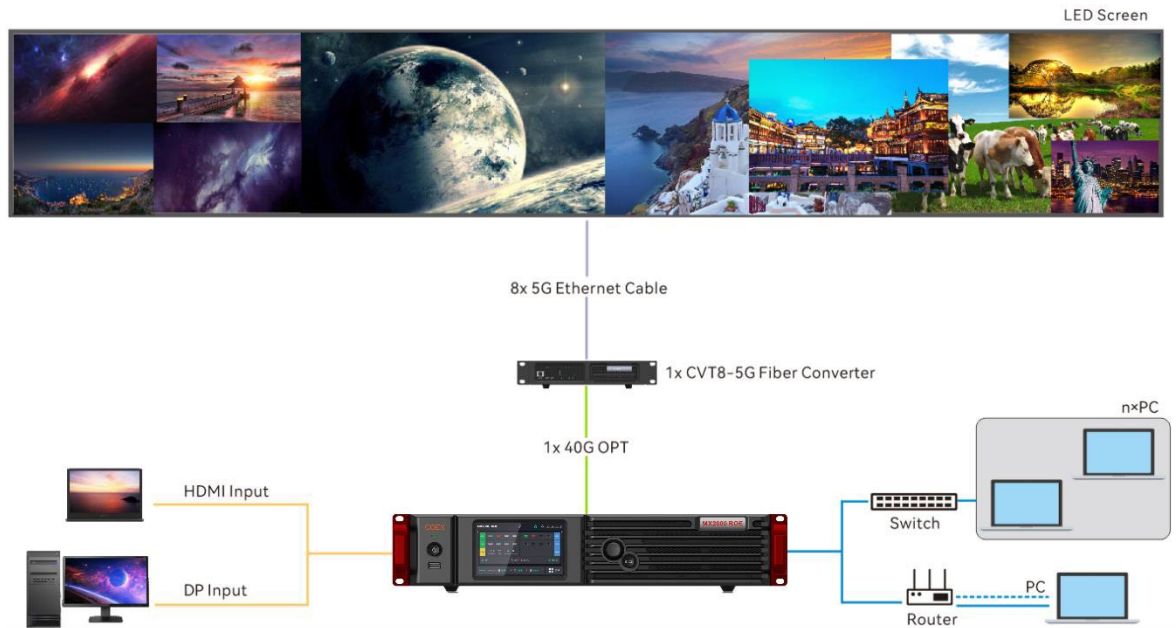 LED Screen
8x 5G Ethernet Cable
1x CVT8-5G Fiber Converter
n×PC
1x 40G OPT
HDMI Input
COEX
MX2000 ROE
Switch
DP Input
PC
Router